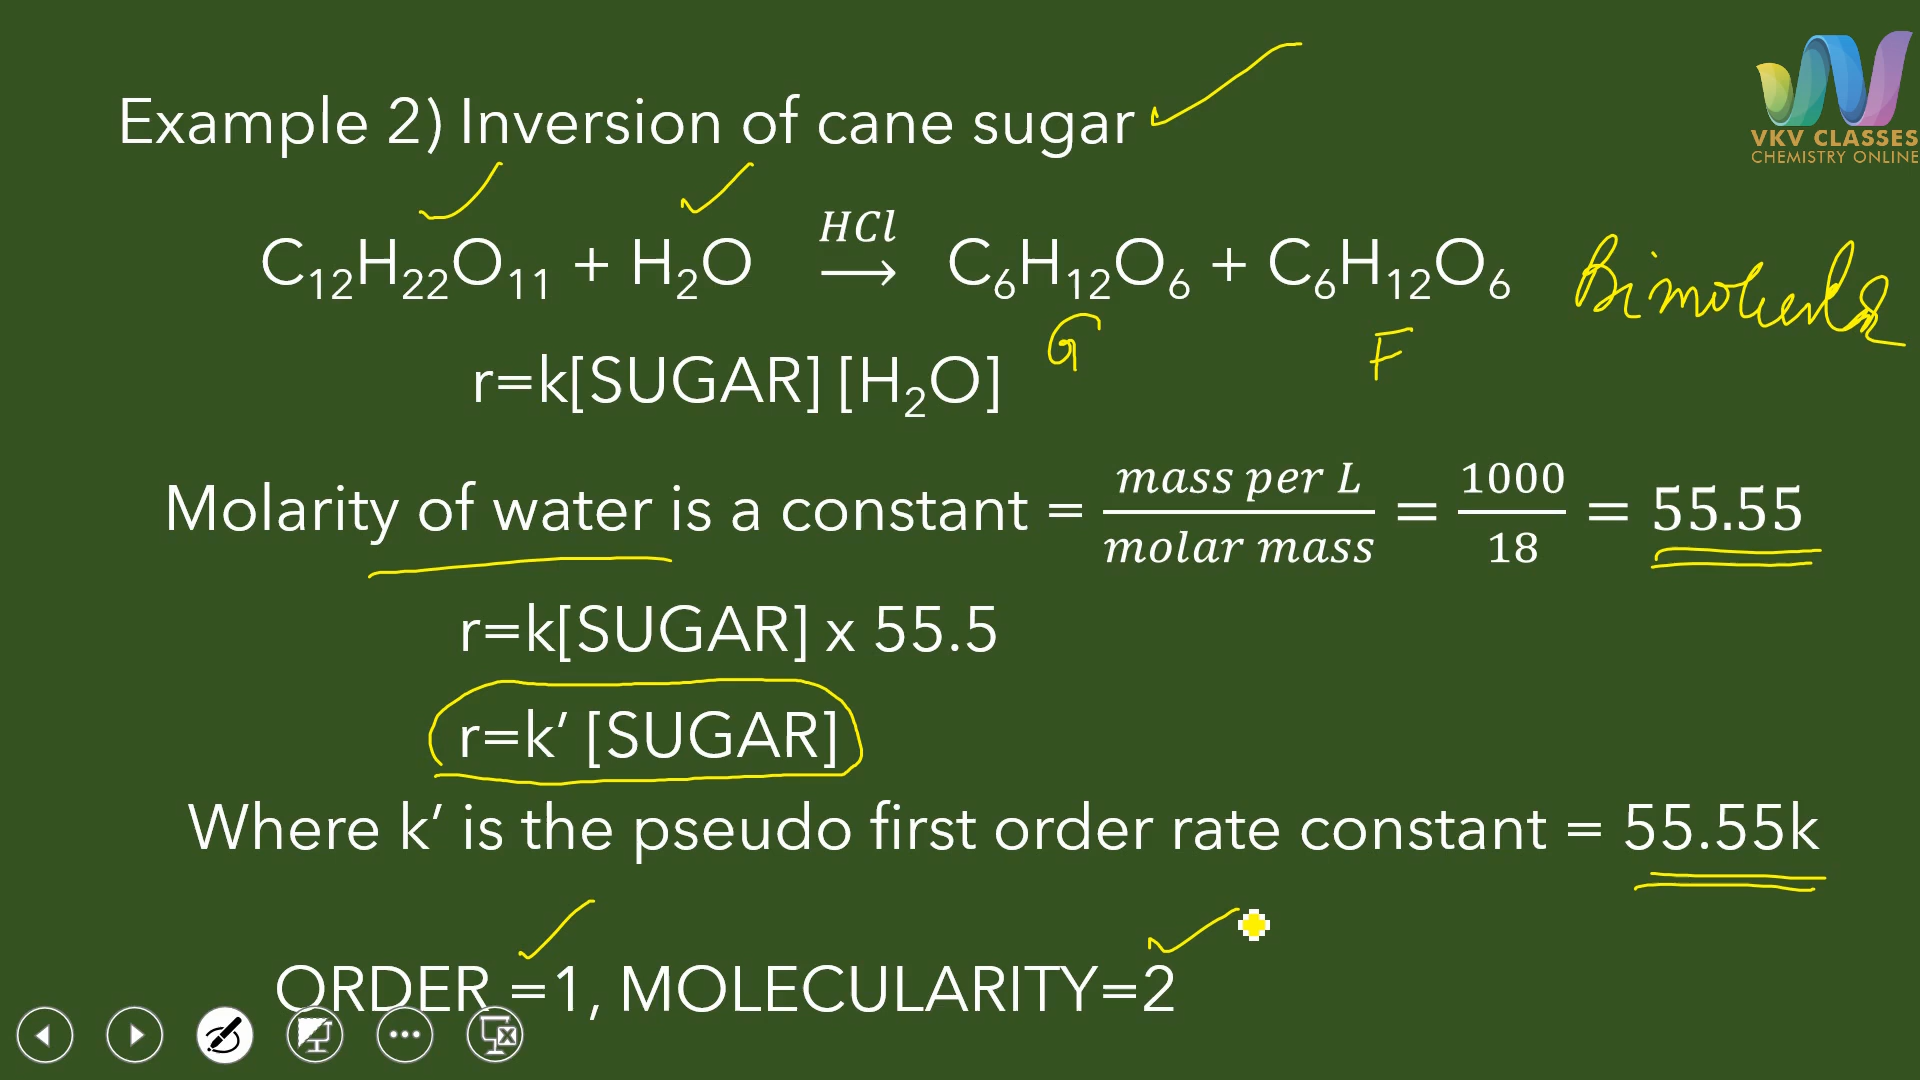 Example 2) Inversion of cane sugar
VKV CLASSES
CHEMISTRY ONLINE
C₁₂H₂₂O₁₁ + H₂O HCl ⟶ C₆H₁₂O₆ + C₆H₁₂O₆ Bimolecular
G F
r=k[SUGAR] [H₂O]
Molarity of water is a constant = mass per L / molar mass = 1000 / 18 = 55.55
r=k[SUGAR] x 55.5
r=k’ [SUGAR]
Where k’ is the pseudo first order rate constant = 55.55k
ORDER =1, MOLECULARITY=2